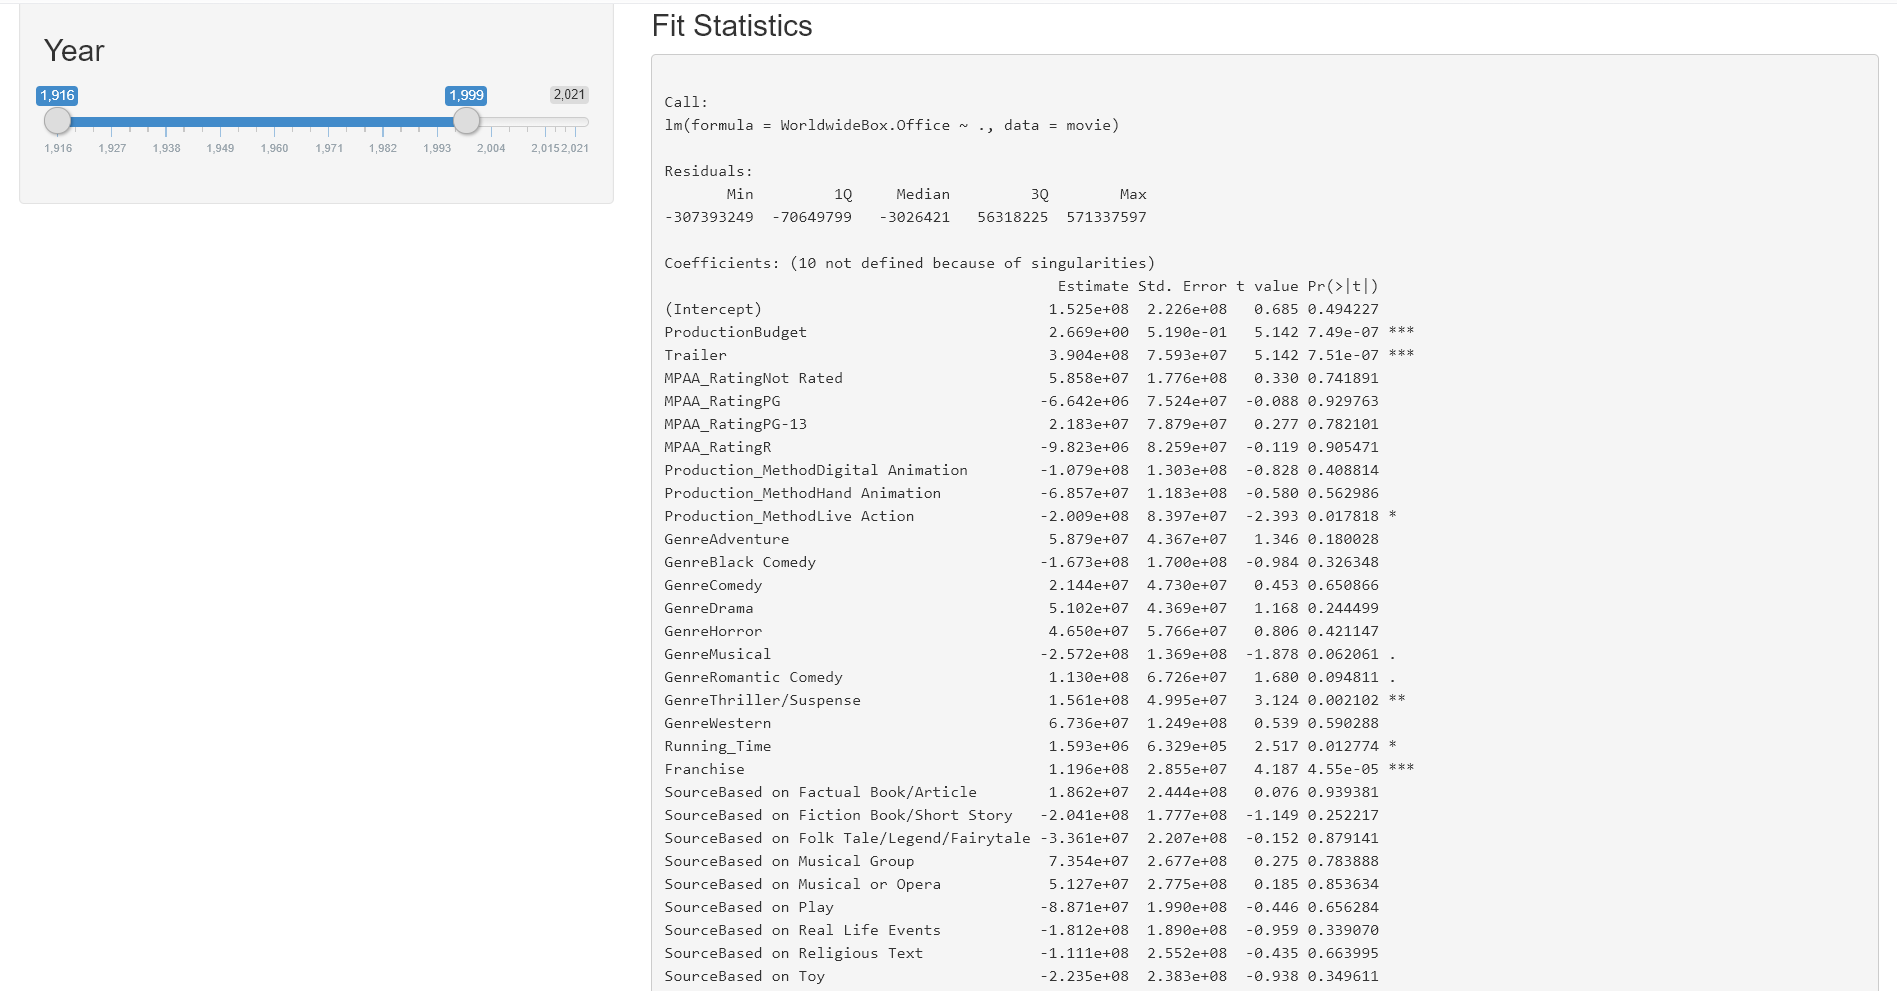 Year
1,916 1,999 2,021
1,916 1,927 1,938 1,949 1,960 1,971 1,982 1,993 2,004 2,015 2,021
Fit Statistics
Call:
lm(formula = WorldwideBox.Office ~ ., data = movie)
Residuals:
Min 1Q Median 3Q Max
-307393249 -70649799 -3026421 56318225 571337597
Coefficients: (10 not defined because of singularities)
Estimate Std. Error t value Pr(>|t|)
(Intercept) 1.525e+08 2.226e+08 0.685 0.494227
ProductionBudget 2.669e+00 5.190e-01 5.142 7.49e-07 ***
Trailer 3.904e+08 7.593e+07 5.142 7.51e-07 ***
MPAA_RatingNot Rated 5.858e+07 1.776e+08 0.330 0.741891
MPAA_RatingPG -6.642e+06 7.524e+07 -0.088 0.929763
MPAA_RatingPG-13 2.183e+07 7.879e+07 0.277 0.782101
MPAA_RatingR -9.823e+06 8.259e+07 -0.119 0.905471
Production_MethodDigital Animation -1.079e+08 1.303e+08 -0.828 0.408814
Production_MethodHand Animation -6.857e+07 1.183e+08 -0.580 0.562986
Production_MethodLive Action -2.009e+08 8.397e+07 -2.393 0.017818 *
GenreAdventure 5.879e+07 4.367e+07 1.346 0.180028
GenreBlack Comedy -1.673e+08 1.700e+08 -0.984 0.326348
GenreComedy 2.144e+07 4.730e+07 0.453 0.650866
GenreDrama 5.102e+07 4.369e+07 1.168 0.244499
GenreHorror 4.650e+07 5.766e+07 0.806 0.421147
GenreMusical -2.572e+08 1.369e+08 -1.878 0.062061 .
GenreRomantic Comedy 1.130e+08 6.726e+07 1.680 0.094811 .
GenreThriller/Suspense 1.561e+08 4.995e+07 3.124 0.002102 **
GenreWestern 6.736e+07 1.249e+08 0.539 0.590288
Running_Time 1.593e+06 6.329e+05 2.517 0.012774 *
Franchise 1.196e+08 2.855e+07 4.187 4.55e-05 ***
SourceBased on Factual Book/Article 1.862e+07 2.444e+08 0.076 0.939381
SourceBased on Fiction Book/Short Story -2.041e+08 1.777e+08 -1.149 0.252217
SourceBased on Folk Tale/Legend/Fairytale -3.361e+07 2.207e+08 -0.152 0.879141
SourceBased on Musical Group 7.354e+07 2.677e+08 0.275 0.783888
SourceBased on Musical or Opera 5.127e+07 2.775e+08 0.185 0.853634
SourceBased on Play -8.871e+07 1.990e+08 -0.446 0.656284
SourceBased on Real Life Events -1.812e+08 1.890e+08 -0.959 0.339070
SourceBased on Religious Text -1.111e+08 2.552e+08 -0.435 0.663995
SourceBased on Toy -2.235e+08 2.383e+08 -0.938 0.349611